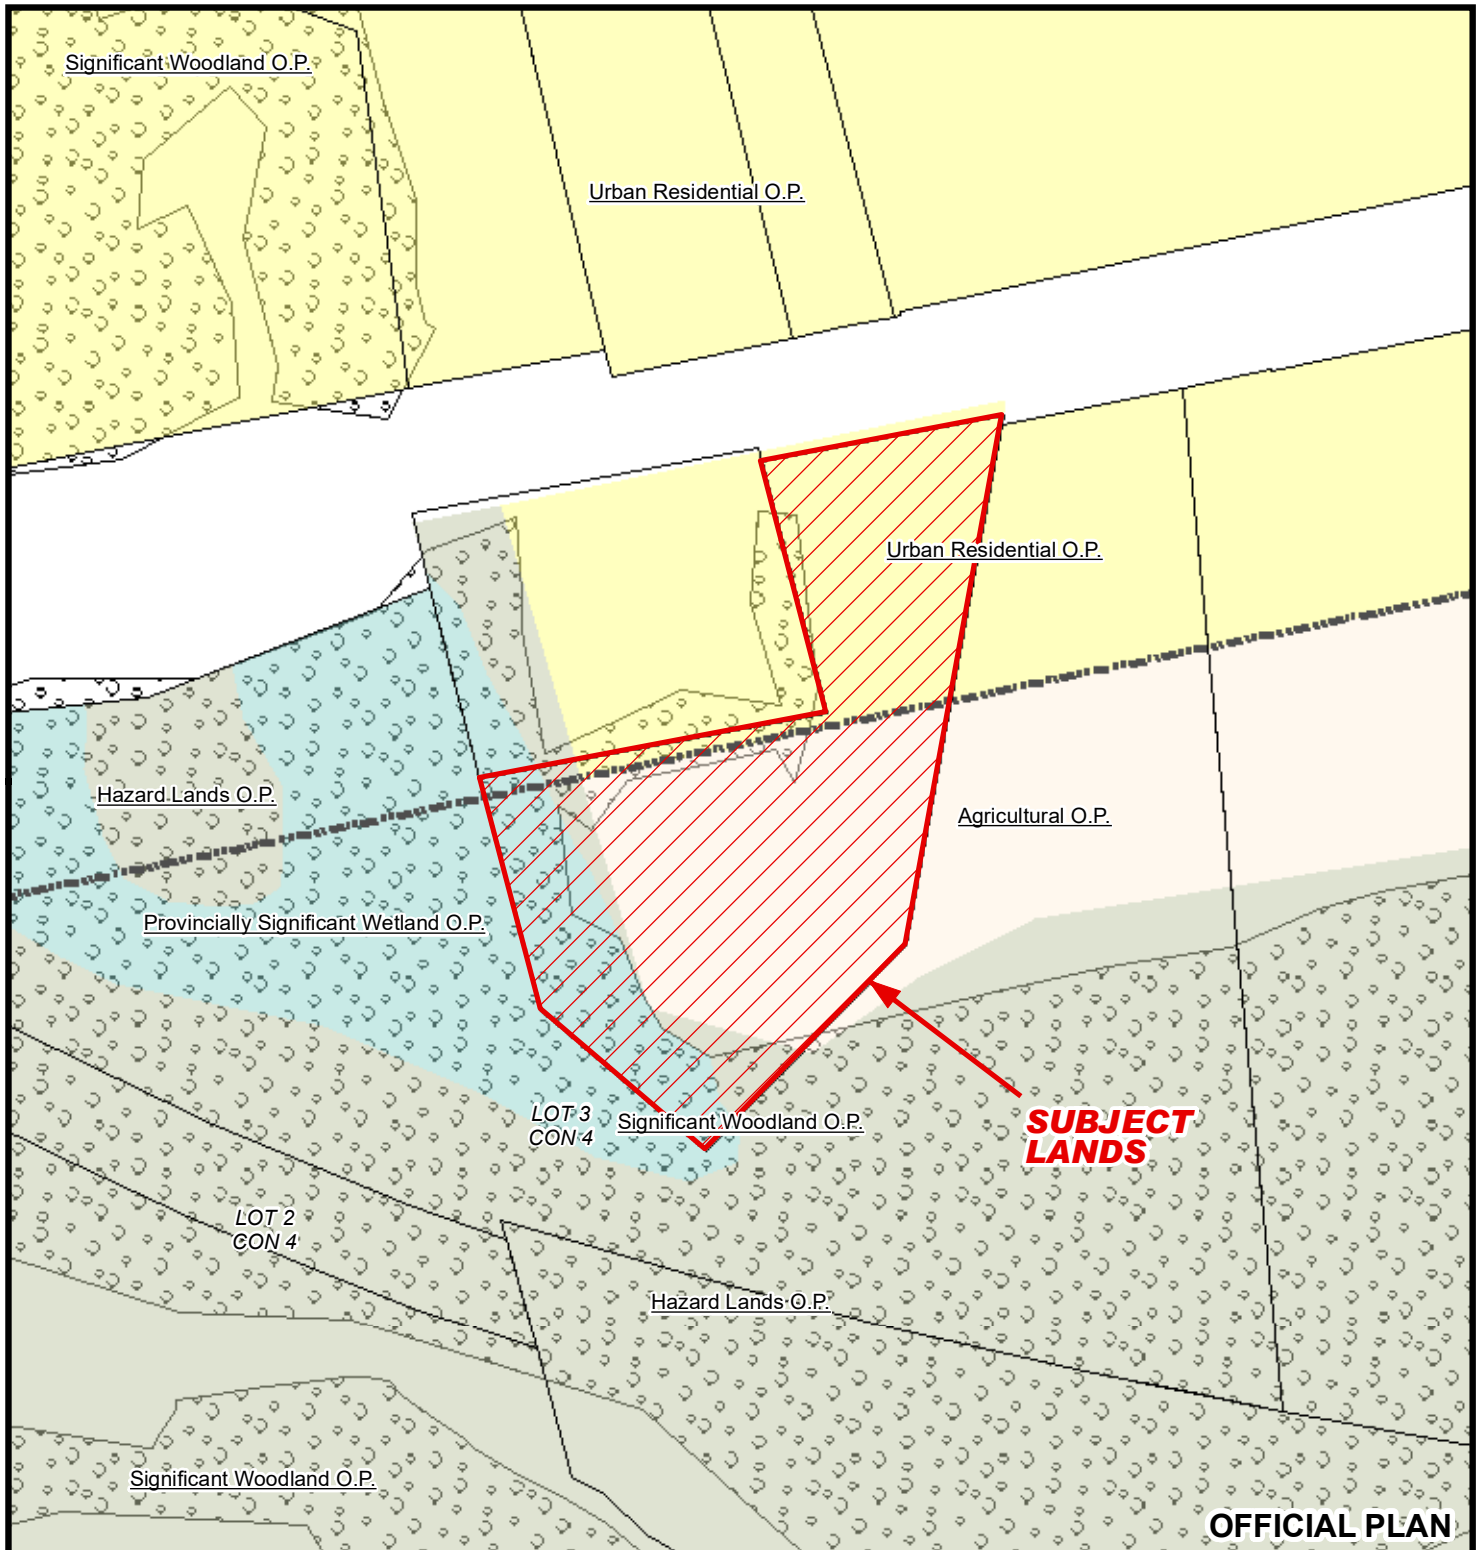 Significant Woodland O.P.
Urban Residential O.P.
Urban Residential O.P.
Hazard Lands O.P.
Agricultural O.P.
Provincially Significant Wetland O.P.
LOT 3
CON 4
Significant Woodland O.P.
SUBJECT
LANDS
LOT 2
CON 4
Hazard Lands O.P.
Significant Woodland O.P.
OFFICIAL PLAN